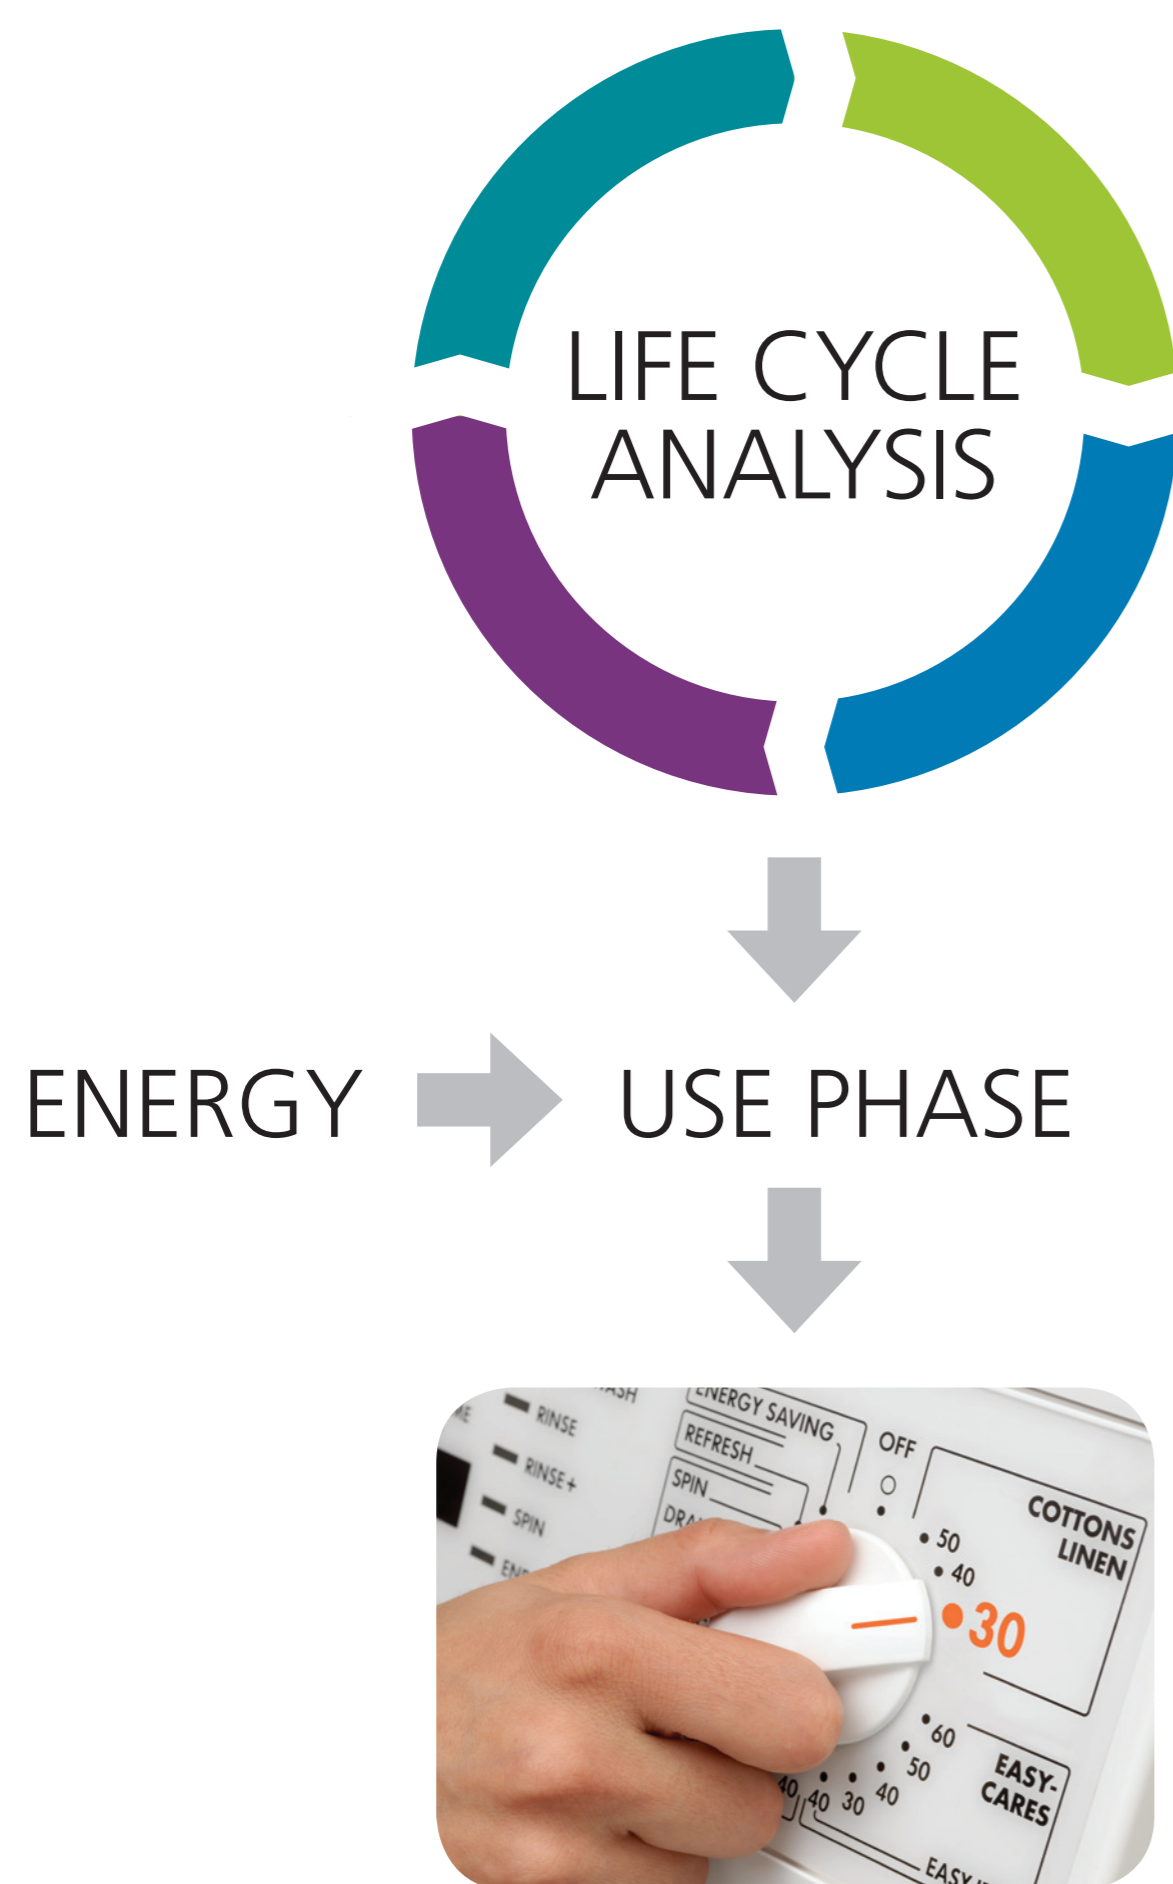 LIFE CYCLE
ANALYSIS
ENERGY
USE PHASE
RINSE
RINSE+
SPIN
ENERGY SAVING
REFRESH
SPIN
OFF
COTTONS
LINEN
50
40
30
60
50
40
30
40
40
EASY-
CARES